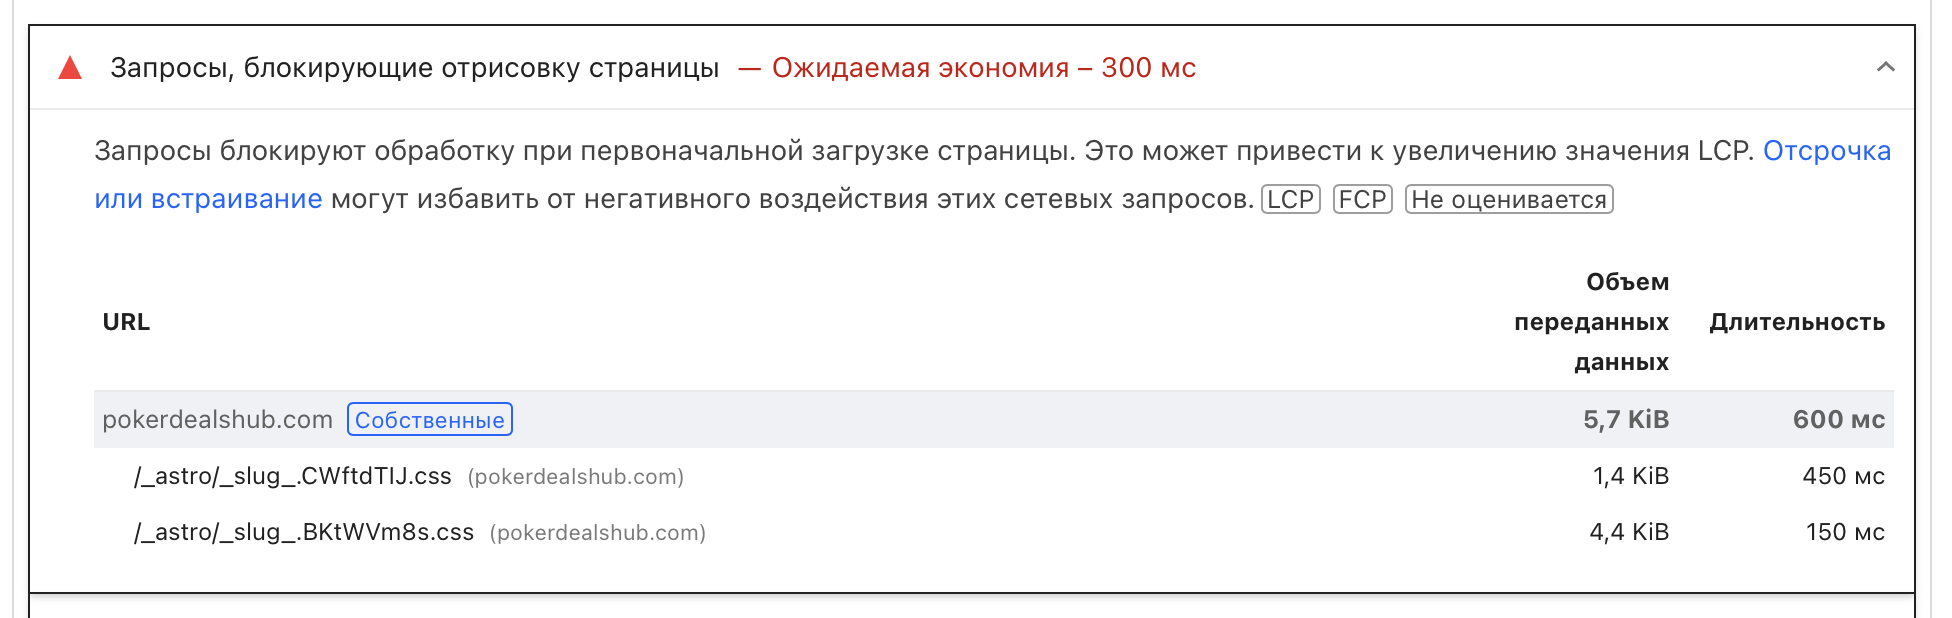 Запросы, блокирующие отрисовку страницы — Ожидаемая экономия – 300 мс
Запросы блокируют обработку при первоначальной загрузке страницы. Это может привести к увеличению значения LCP. Отсрочка
или встраивание могут избавить от негативного воздействия этих сетевых запросов. LCP FCP Не оценивается
URL
Объем
переданных
данных
Длительность
pokerdealshub.com Собственные 5,7 KiB 600 мс
/_astro/_slug_.CWftdTIJ.css (pokerdealshub.com) 1,4 KiB 450 мс
/_astro/_slug_.BKtWVm8s.css (pokerdealshub.com) 4,4 KiB 150 мс